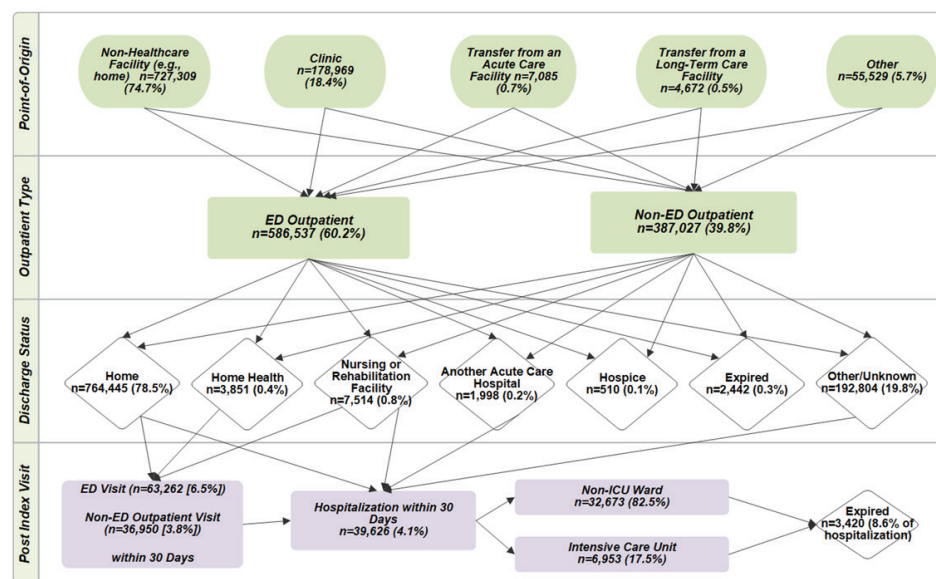 Point-of-Origin
Non-Healthcare
Facility (e.g.,
home) n=727,309
(74.7%)
Clinic
n=178,969
(18.4%)
Transfer from an
Acute Care
Facility n=7,085
(0.7%)
Transfer from a
Long-Term Care
Facility
n=4,672 (0.5%)
Other
n=55,529 (5.7%)
Outpatient Type
ED Outpatient
n=586,537 (60.2%)
Non-ED Outpatient
n=387,027 (39.8%)
Discharge Status
Home
n=764,445 (78.5%)
Home Health
n=3,851 (0.4%)
Nursing or
Rehabilitation
Facility
n=7,514 (0.8%)
Another Acute Care
Hospital
n=1,998 (0.2%)
Hospice
n=510 (0.1%)
Expired
n=2,442 (0.3%)
Other/Unknown
n=192,804 (19.8%)
Post Index Visit
ED Visit (n=63,262 [6.5%])
Non-ED Outpatient Visit
(n=36,950 [3.8%])
within 30 Days
Hospitalization within 30
Days
n=39,626 (4.1%)
Non-ICU Ward
n=32,673 (82.5%)
Intensive Care Unit
n=6,953 (17.5%)
Expired
n=3,420 (8.6% of
hospitalization)